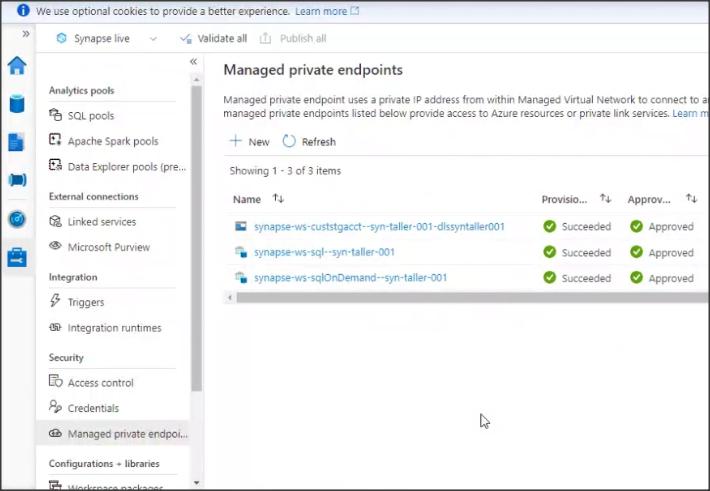 We use optional cookies to provide a better experience. Learn more
»
Synapse live
Validate all
Publish all
«
Analytics pools
SQL pools
Apache Spark pools
Data Explorer pools (pre...
External connections
Linked services
Microsoft Purview
Integration
Triggers
Integration runtimes
Security
Access control
Credentials
Managed private endpoi...
Configurations + libraries
Workspace packages
Managed private endpoints
Managed private endpoint uses a private IP address from within Managed Virtual Network to connect to
managed private endpoints listed below provide access to Azure resources or private link services. Learn
New
Refresh
Showing 1 - 3 of 3 items
Name Provisio... Approv...
synapse-ws-custstgacct--syn-taller-001-dlssyntaller001 Succeeded Approved
synapse-ws-sql--syn-taller-001 Succeeded Approved
synapse-ws-sqlOnDemand--syn-taller-001 Succeeded Approved